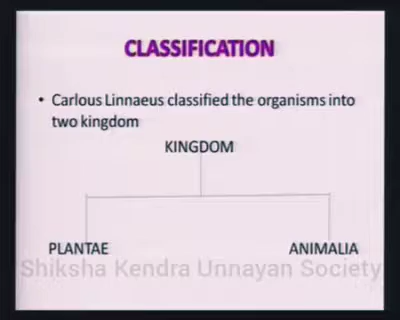 CLASSIFICATION
• Carlous Linnaeus classified the organisms into
two kingdom
KINGDOM
PLANTAE ANIMALIA
Shiksha Kendra Unnayan Society